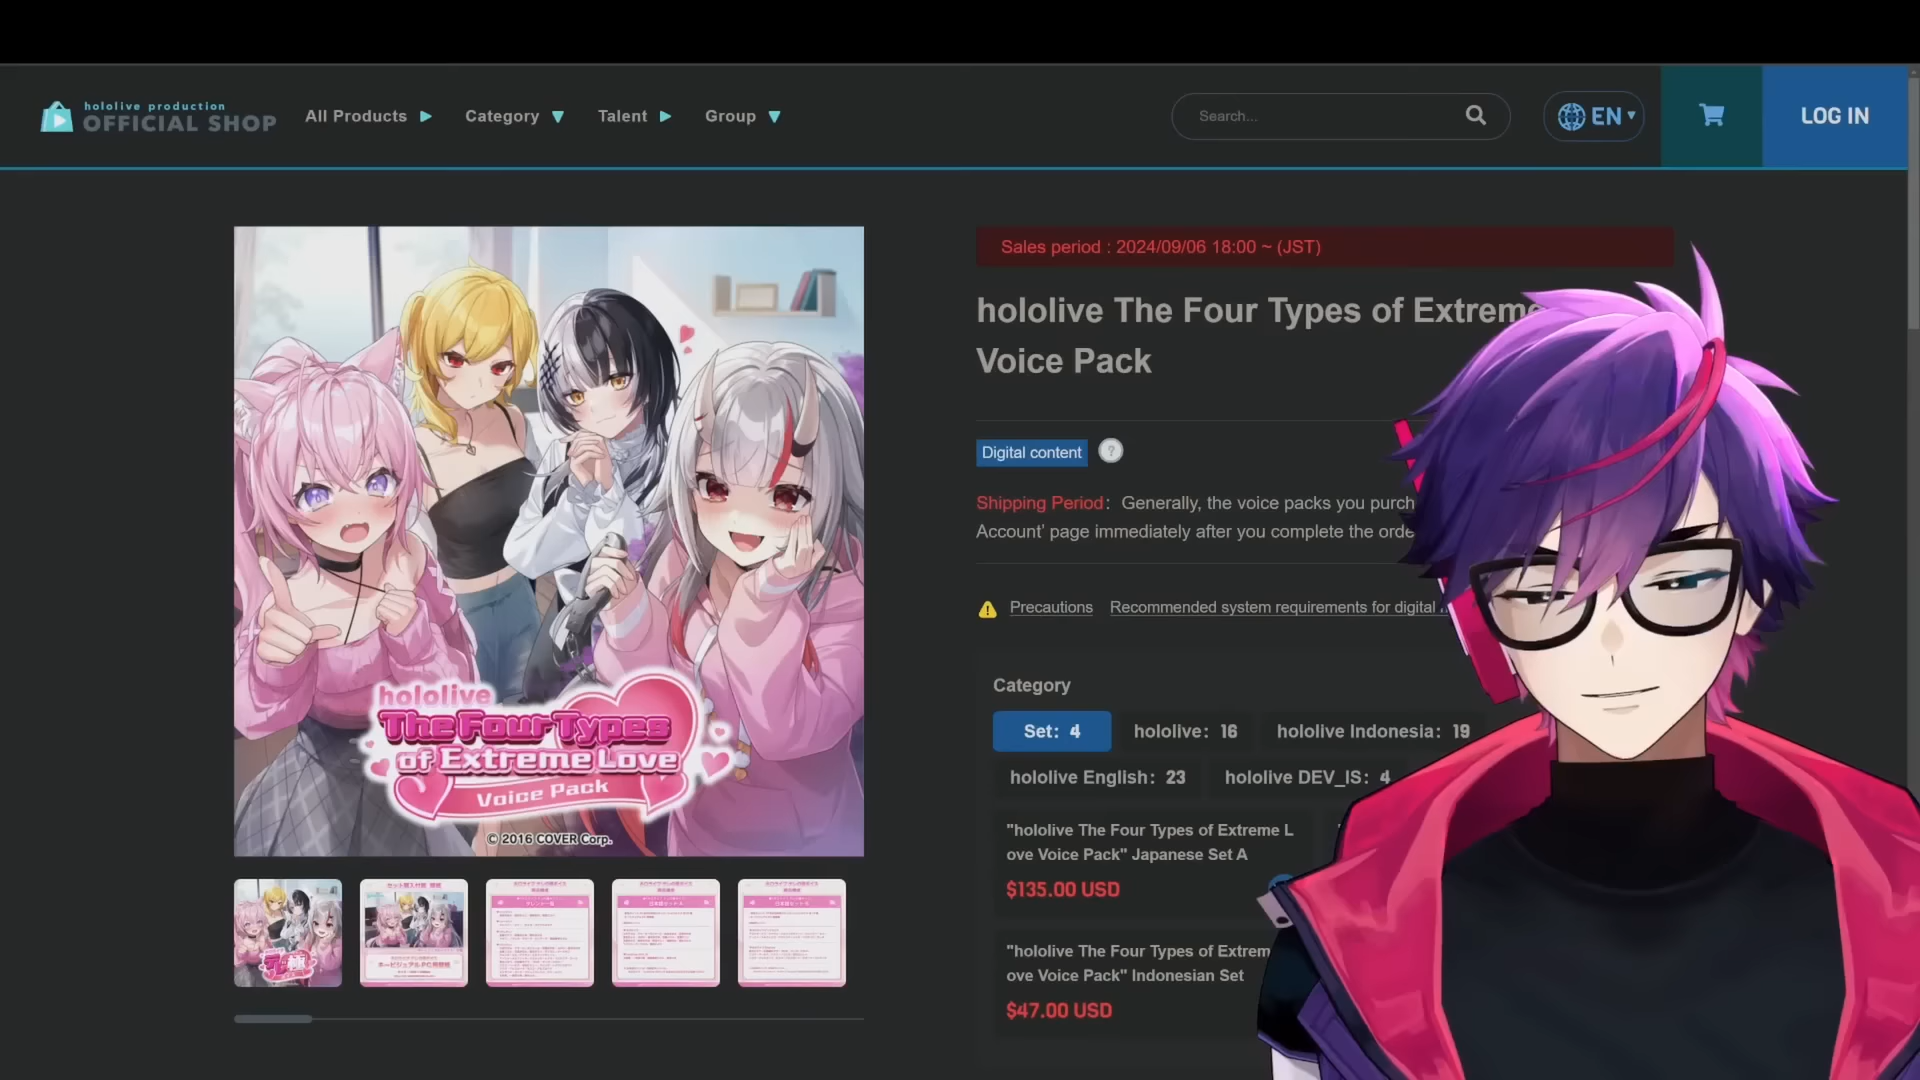 hololive production
OFFICIAL SHOP
All Products
Category
Talent
Group
Search...
EN
LOG IN
Sales period : 2024/09/06 18:00 ~ (JST)
hololive The Four Types of Extreme
Voice Pack
Digital content
?
Shipping Period: Generally, the voice packs you purch
Account' page immediately after you complete the orde
Precautions
Recommended system requirements for digital
Category
Set: 4
hololive: 16
hololive Indonesia: 19
hololive English: 23
hololive DEV_IS: 4
"hololive The Four Types of Extreme L
ove Voice Pack" Japanese Set A
$135.00 USD
"hololive The Four Types of Extrem
ove Voice Pack" Indonesian Set
$47.00 USD
hololive
The Four Types
of Extreme Love
Voice Pack
© 2016 COVER Corp.